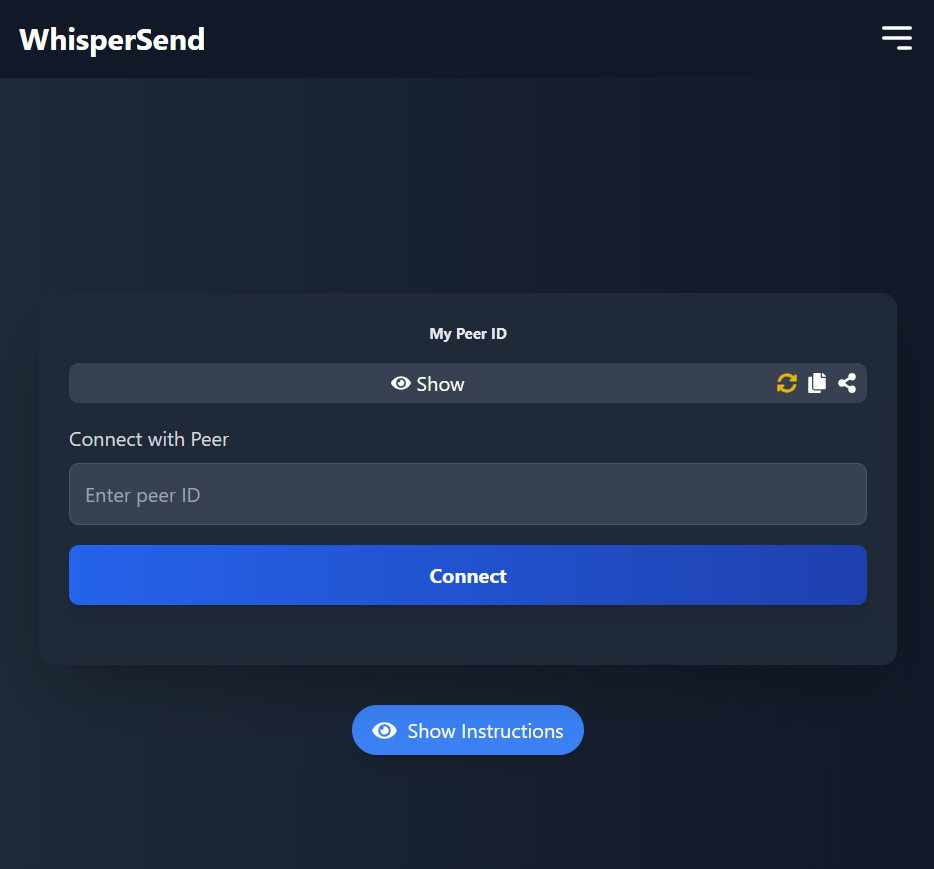 WhisperSend
My Peer ID
Show
Connect with Peer
Enter peer ID
Connect
Show Instructions